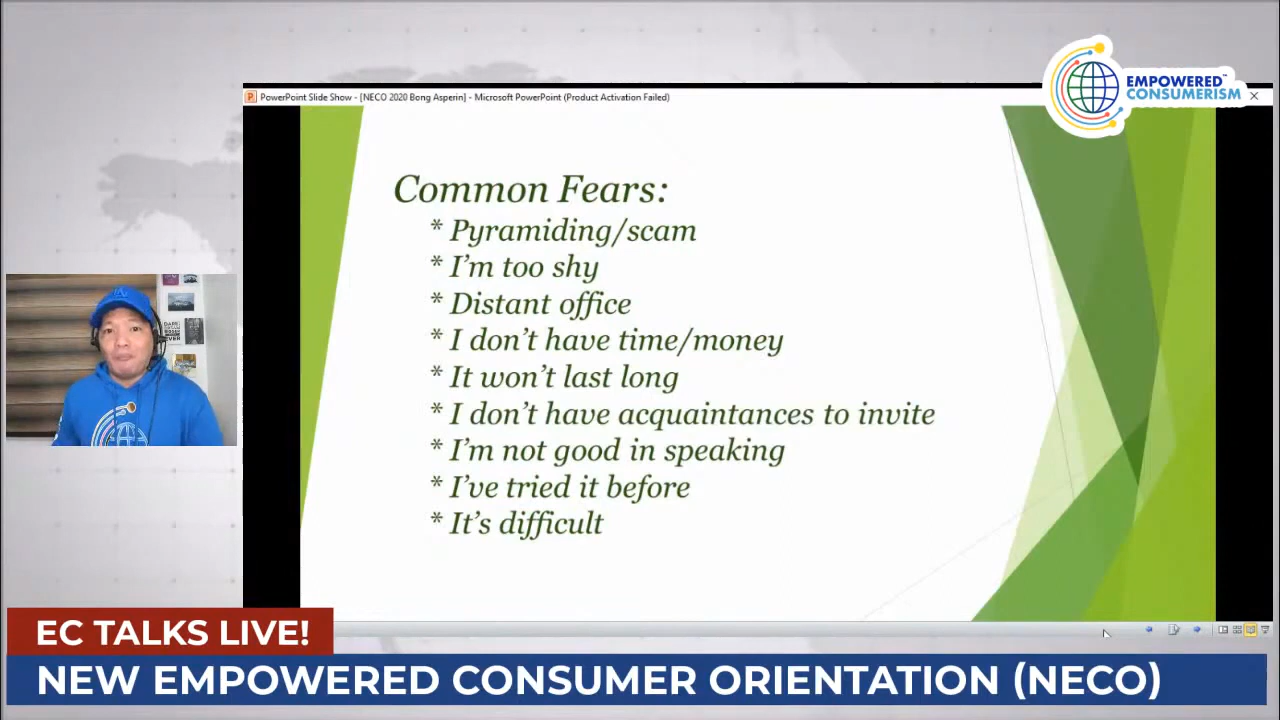 EMPOWERED™
CONSUMERISM
PowerPoint Slide Show - [NECO 2020 Bong Asperin] - Microsoft PowerPoint (Product Activation Failed)
Common Fears:
* Pyramiding/scam
* I'm too shy
* Distant office
* I don't have time/money
* It won't last long
* I don't have acquaintances to invite
* I'm not good in speaking
* I've tried it before
* It's difficult
EC TALKS LIVE!
NEW EMPOWERED CONSUMER ORIENTATION (NECO)